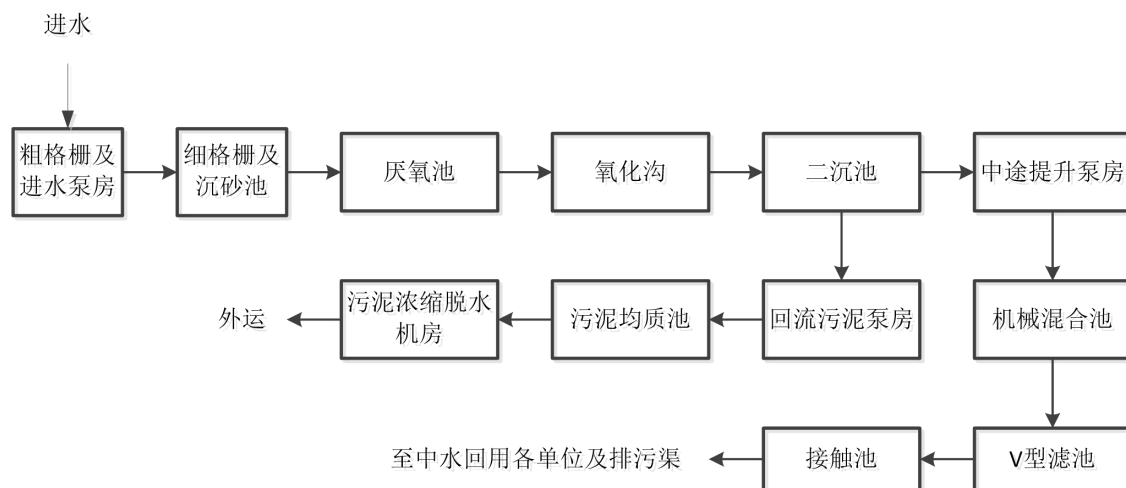 进水
粗格栅及
进水泵房
细格栅及
沉砂池
厌氧池
氧化沟
二沉池
中途提升泵房
外运
污泥浓缩脱水
机房
污泥均质池
回流污泥泵房
机械混合池
至中水回用各单位及排污渠
接触池
V型滤池